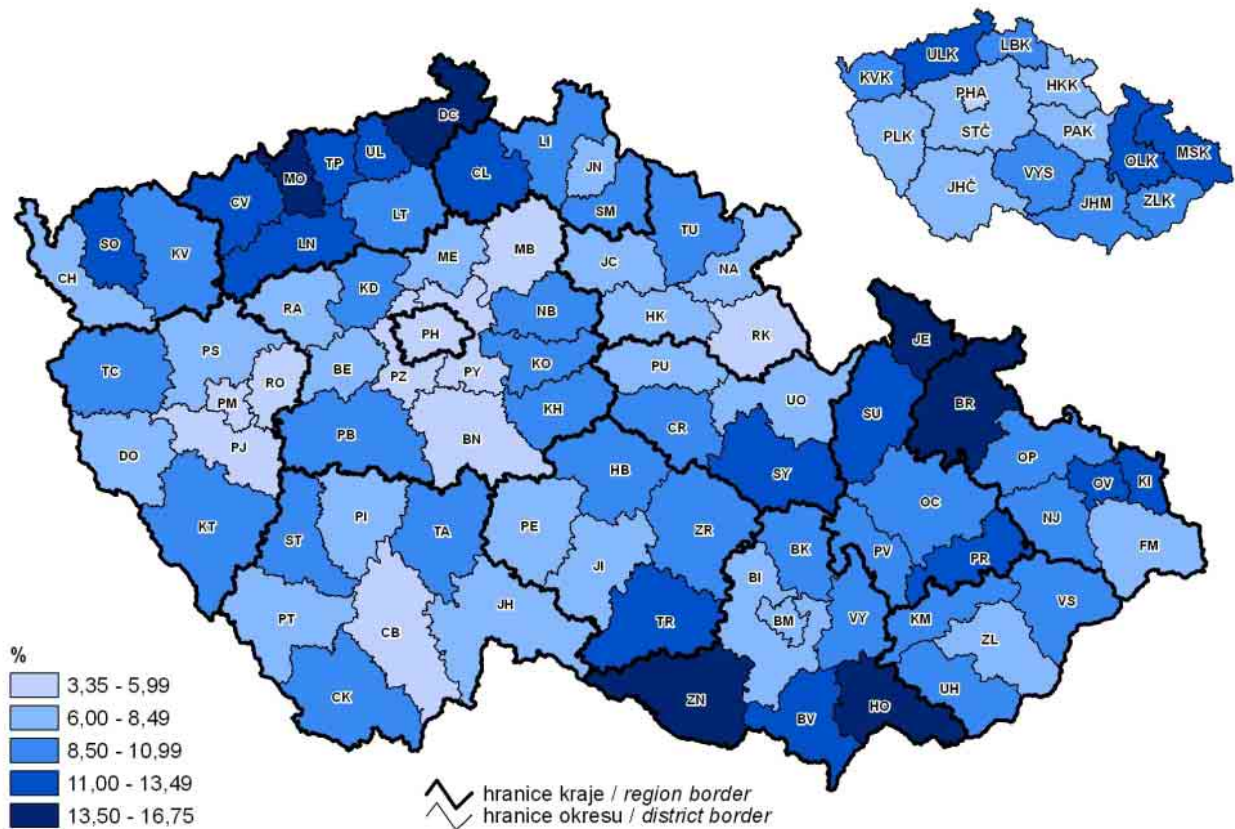 ULK
LBK
KVK
HKK
PHA
PLK
STČ
PAK
OLK
MSK
JHČ
VYS
JHM
ZLK
DC
LI
UL
TP
JN
MO
CL
CV
LT
SM
SO
KV
LN
TU
MB
ME
JC
NA
CH
KD
RA
NB
HK
PH
RK
JE
PS
TC
BE
RO
PZ
PY
KO
PU
PM
UO
SU
BR
KH
CR
PJ
PB
BN
DO
OP
HB
SY
OV
KI
OC
NJ
KT
ST
PI
TA
PE
ZR
BK
PV
PR
FM
JI
BI
VS
PT
CB
JH
TR
BM
VY
KM
ZL
CK
ZN
BV
HO
UH
%
3,35 - 5,99
6,00 - 8,49
8,50 - 10,99
11,00 - 13,49
13,50 - 16,75
hranice kraje / region border
hranice okresu / district border